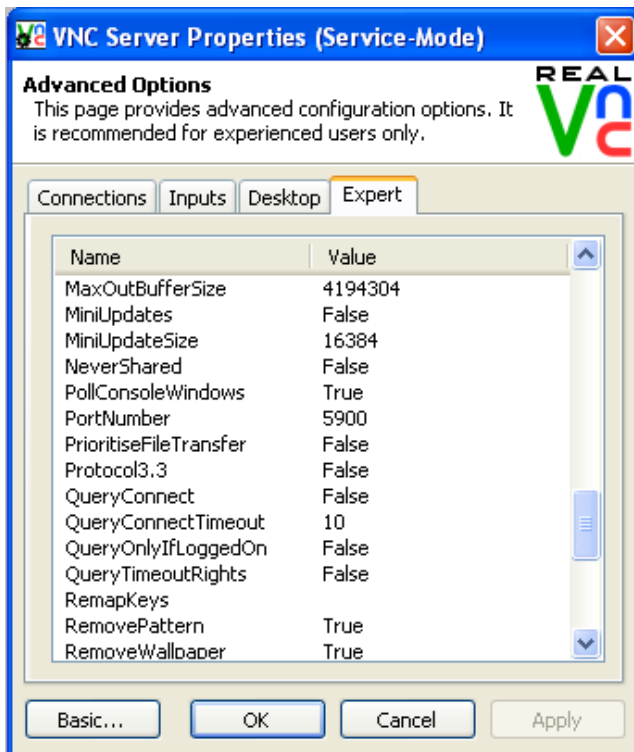 VNC Server Properties (Service-Mode)
Advanced Options
This page provides advanced configuration options. It
is recommended for experienced users only.
REAL
VNC
Connections Inputs Desktop Expert
Name Value
MaxOutBufferSize 4194304
MiniUpdates False
MiniUpdateSize 16384
NeverShared False
PollConsoleWindows True
PortNumber 5900
PrioritiseFileTransfer False
Protocol3.3 False
QueryConnect False
QueryConnectTimeout 10
QueryOnlyIfLoggedOn False
QueryTimeoutRights False
RemapKeys
RemovePattern True
RemoveWallpaper True
Basic... OK Cancel Apply